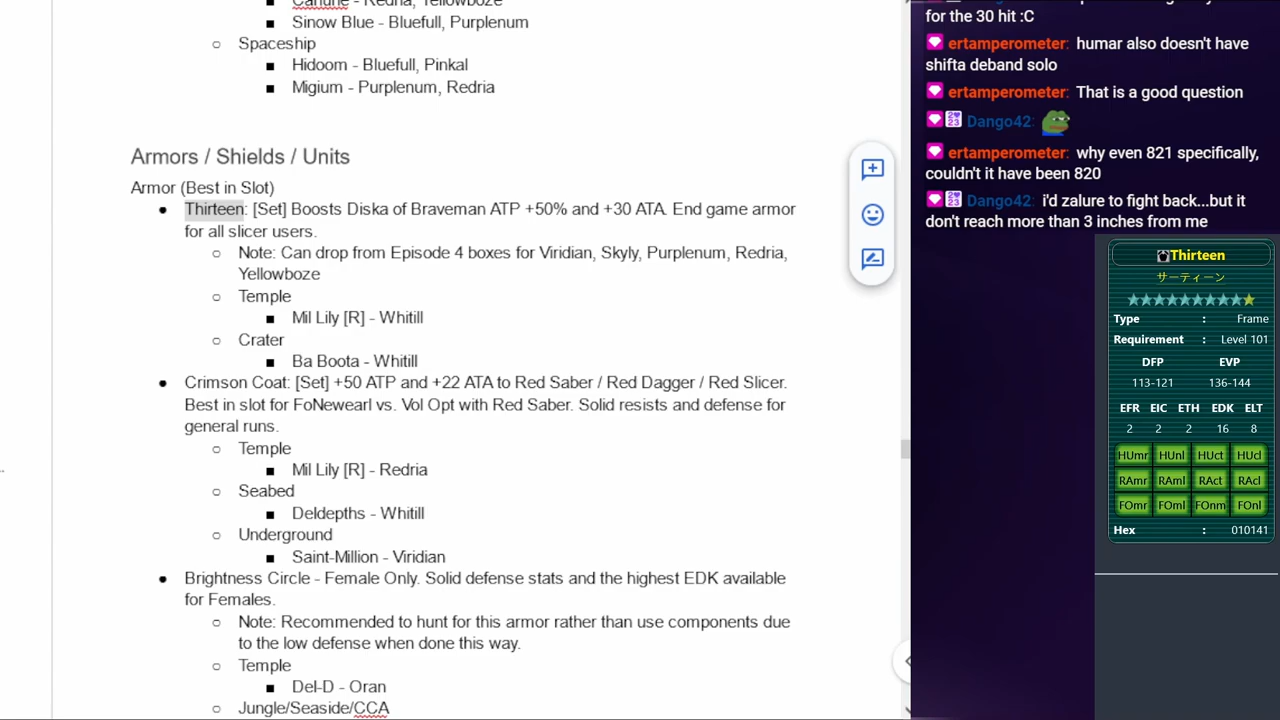 Canune - Redria, Yellowboze
Sinow Blue - Bluefull, Purplenum
Spaceship
Hidoom - Bluefull, Pinkal
Migium - Purplenum, Redria
Armors / Shields / Units
Armor (Best in Slot)
Thirteen: [Set] Boosts Diska of Braveman ATP +50% and +30 ATA. End game armor
for all slicer users.
Note: Can drop from Episode 4 boxes for Viridian, Skyly, Purplenum, Redria,
Yellowboze
Temple
Mil Lily [R] - Whitill
Crater
Ba Boota - Whitill
Crimson Coat: [Set] +50 ATP and +22 ATA to Red Saber / Red Dagger / Red Slicer.
Best in slot for FoNewearl vs. Vol Opt with Red Saber. Solid resists and defense for
general runs.
Temple
Mil Lily [R] - Redria
Seabed
Deldepths - Whitill
Underground
Saint-Million - Viridian
Brightness Circle - Female Only. Solid defense stats and the highest EDK available
for Females.
Note: Recommended to hunt for this armor rather than use components due
to the low defense when done this way.
Temple
Del-D - Oran
Jungle/Seaside/CCA
for the 30 hit :C
ertamperometer: humar also doesn't have
shifta deband solo
ertamperometer: That is a good question
Dango42:
ertamperometer: why even 821 specifically,
couldn't it have been 820
Dango42: i'd zalure to fight back...but it
don't reach more than 3 inches from me
Thirteen
サーティーン
Type : Frame
Requirement : Level 101
DFP EVP
113-121 136-144
EFR EIC ETH EDK ELT
2 2 2 16 8
HUmr HUnl HUct HUcl
RAmr RAml RAct RAcl
FOmr FOml FOnm FOnl
Hex : 010141